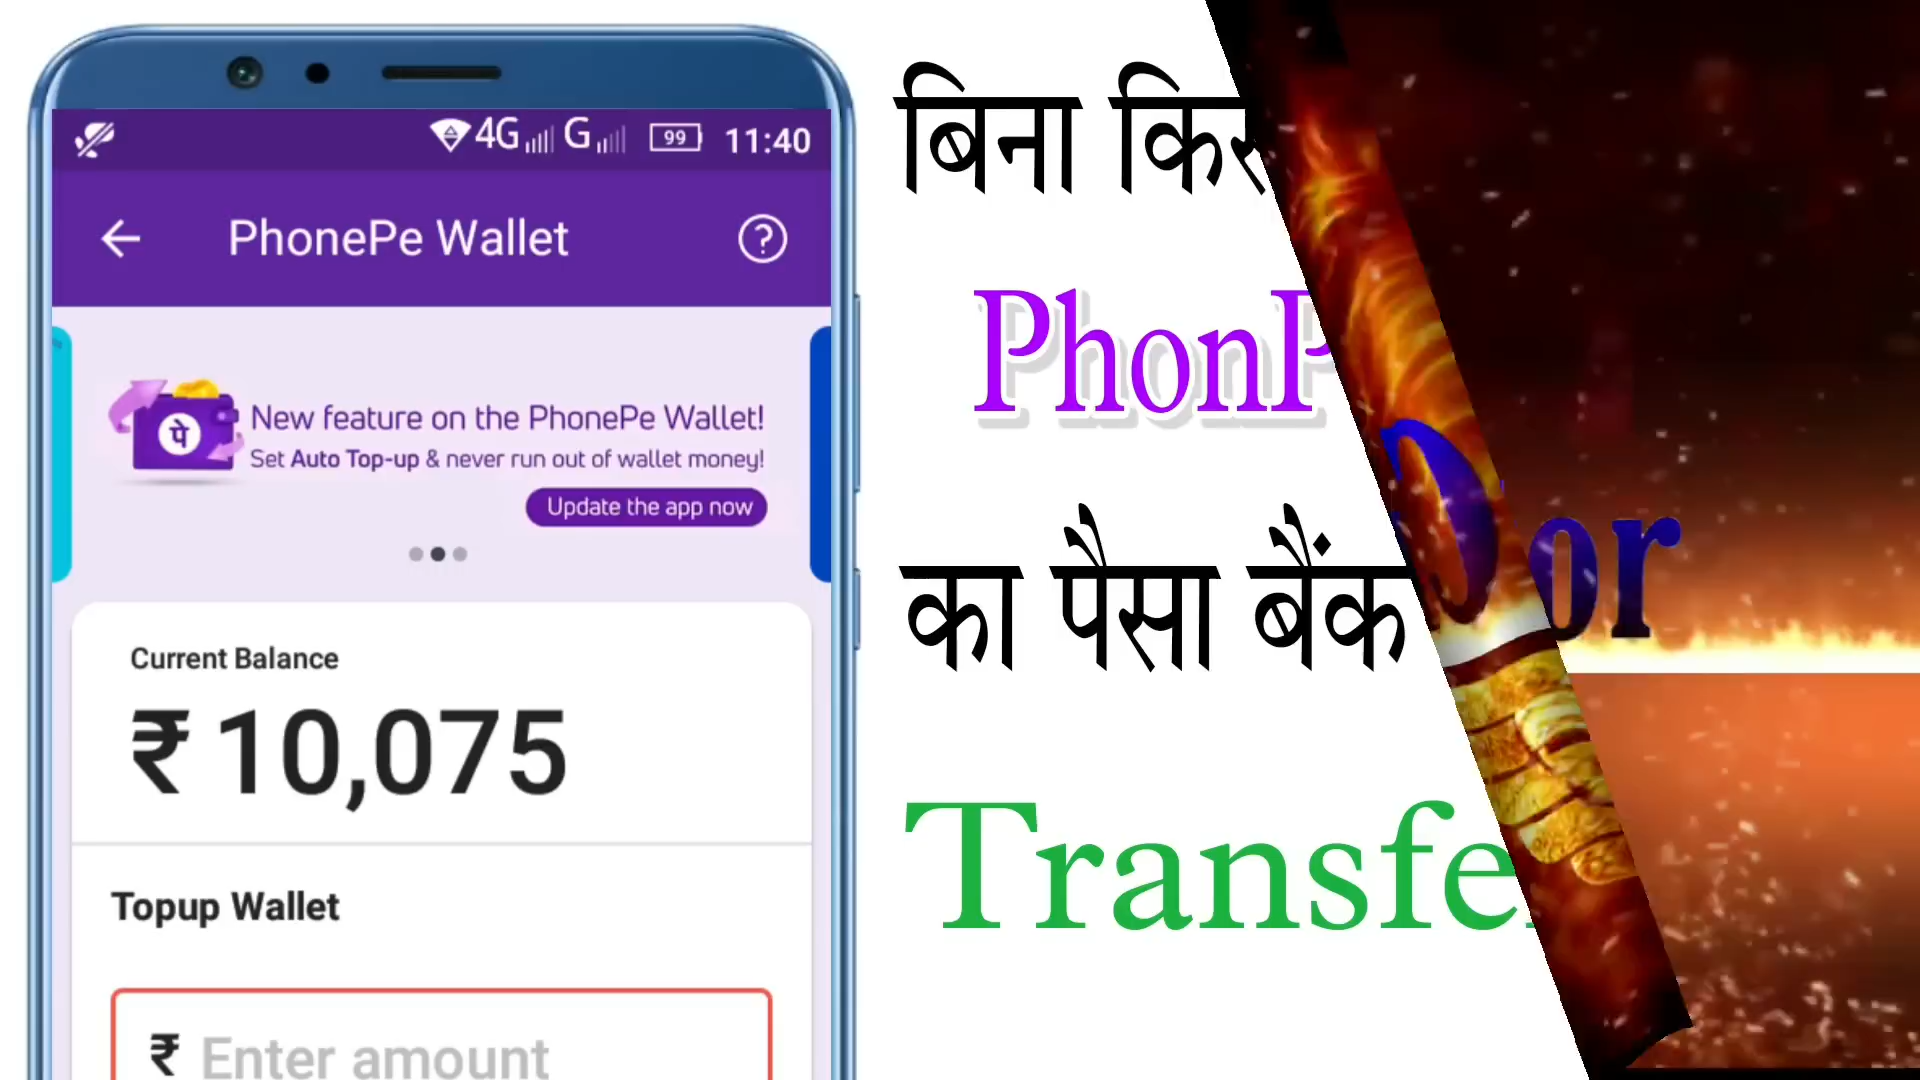 4G G 99 11:40
PhonePe Wallet
New feature on the PhonePe Wallet!
Set Auto Top-up & never run out of wallet money!
Update the app now
Current Balance
₹ 10,075
Topup Wallet
₹ Enter amount
बिना
PhonP
का पैसा बैंक
Transfe
or